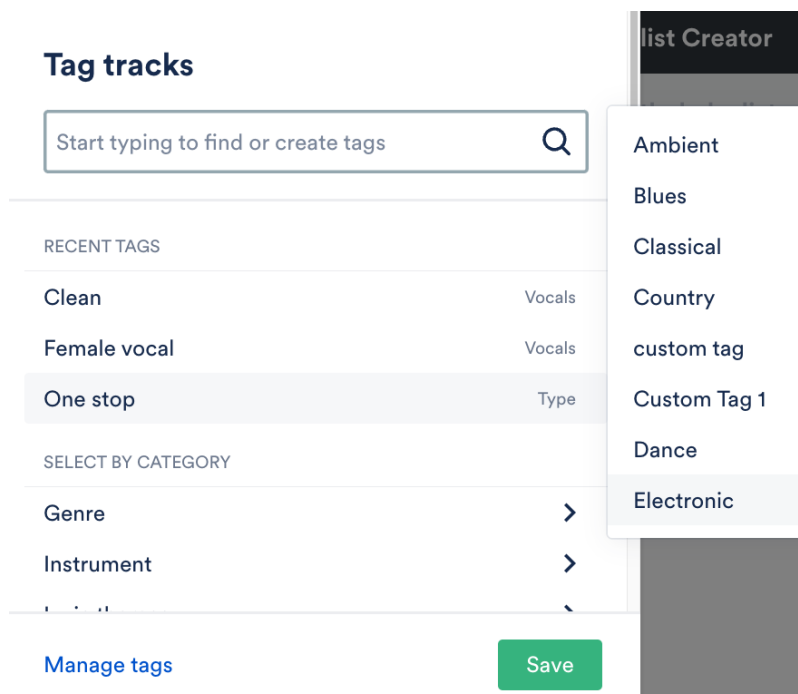 Tag tracks
Start typing to find or create tags
RECENT TAGS
Clean Vocals
Female vocal Vocals
One stop Type
SELECT BY CATEGORY
Genre
Instrument
Manage tags
Save
list Creator
Ambient
Blues
Classical
Country
custom tag
Custom Tag 1
Dance
Electronic